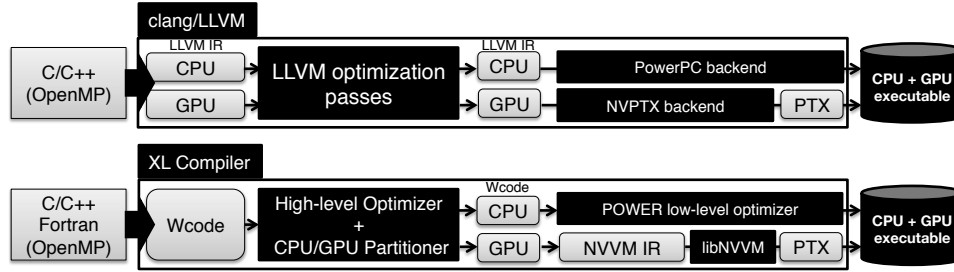 clang/LLVM
C/C++
(OpenMP)
LLVM IR
CPU
GPU
LLVM optimization
passes
LLVM IR
CPU
GPU
PowerPC backend
NVPTX backend
PTX
CPU + GPU
executable
XL Compiler
C/C++
Fortran
(OpenMP)
Wcode
High-level Optimizer
+
CPU/GPU Partitioner
Wcode
CPU
GPU
POWER low-level optimizer
NVVM IR
libNVVM
PTX
CPU + GPU
executable